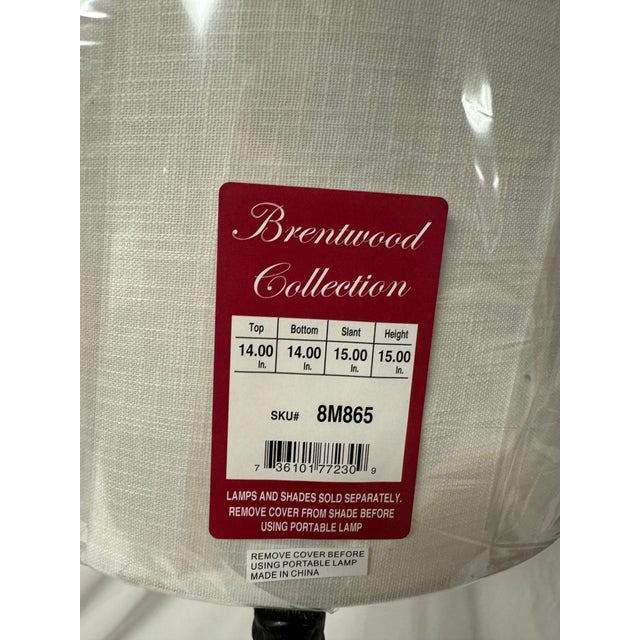 Brentwood
Collection
Top Bottom Slant Height
14.00 14.00 15.00 15.00
In. In. In. In.
SKU# 8M865
7 36101 77230 9
LAMPS AND SHADES SOLD SEPARATELY.
REMOVE COVER FROM SHADE BEFORE
USING PORTABLE LAMP
REMOVE COVER BEFORE
USING PORTABLE LAMP
MADE IN CHINA